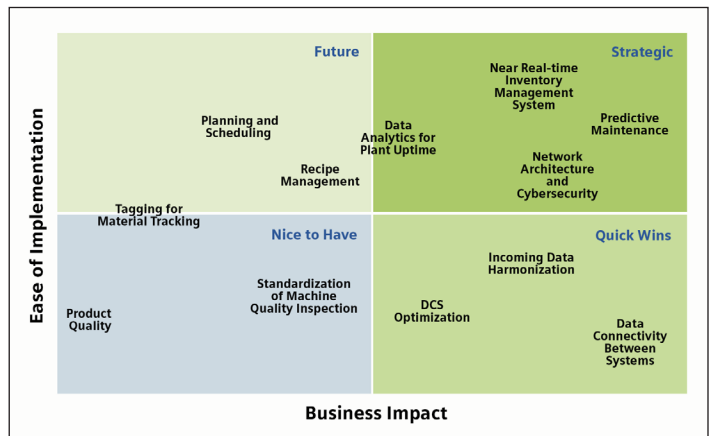 Future
Strategic
Near Real-time
Inventory
Management
System
Planning and
Scheduling
Data
Analytics for
Plant Uptime
Predictive
Maintenance
Recipe
Management
Network
Architecture
and
Cybersecurity
Tagging for
Material Tracking
Nice to Have
Quick Wins
Incoming Data
Harmonization
Standardization
of Machine
Quality Inspection
Product
Quality
DCS
Optimization
Data
Connectivity
Between
Systems
Ease of Implementation
Business Impact